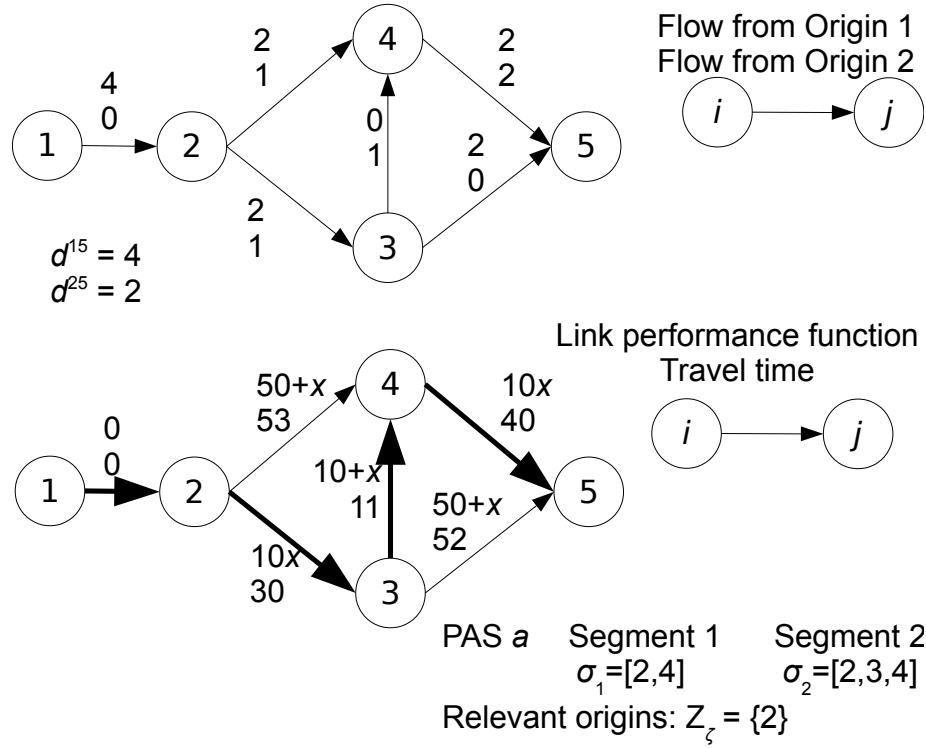 Flow from Origin 1
Flow from Origin 2
i
j
4
0
1
2
2
1
4
2
2
0
1
5
2
0
2
1
3
d¹⁵ = 4
d²⁵ = 2
Link performance function
Travel time
i
j
0
0
1
2
50+x
53
4
10x
40
10+x
11
50+x
52
5
10x
30
3
PAS a Segment 1 Segment 2
σ₁=[2,4] σ₂=[2,3,4]
Relevant origins: Z_ζ = {2}